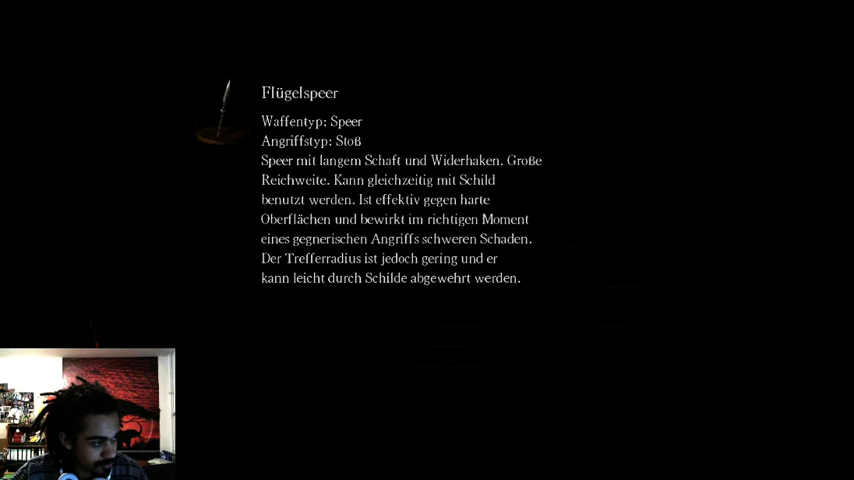 Flügelspeer
Waffentyp: Speer
Angriffstyp: Stoß
Speer mit langem Schaft und Widerhaken. Große
Reichweite. Kann gleichzeitig mit Schild
benutzt werden. Ist effektiv gegen harte
Oberflächen und bewirkt im richtigen Moment
eines gegnerischen Angriffs schweren Schaden.
Der Trefferradius ist jedoch gering und er
kann leicht durch Schilde abgewehrt werden.